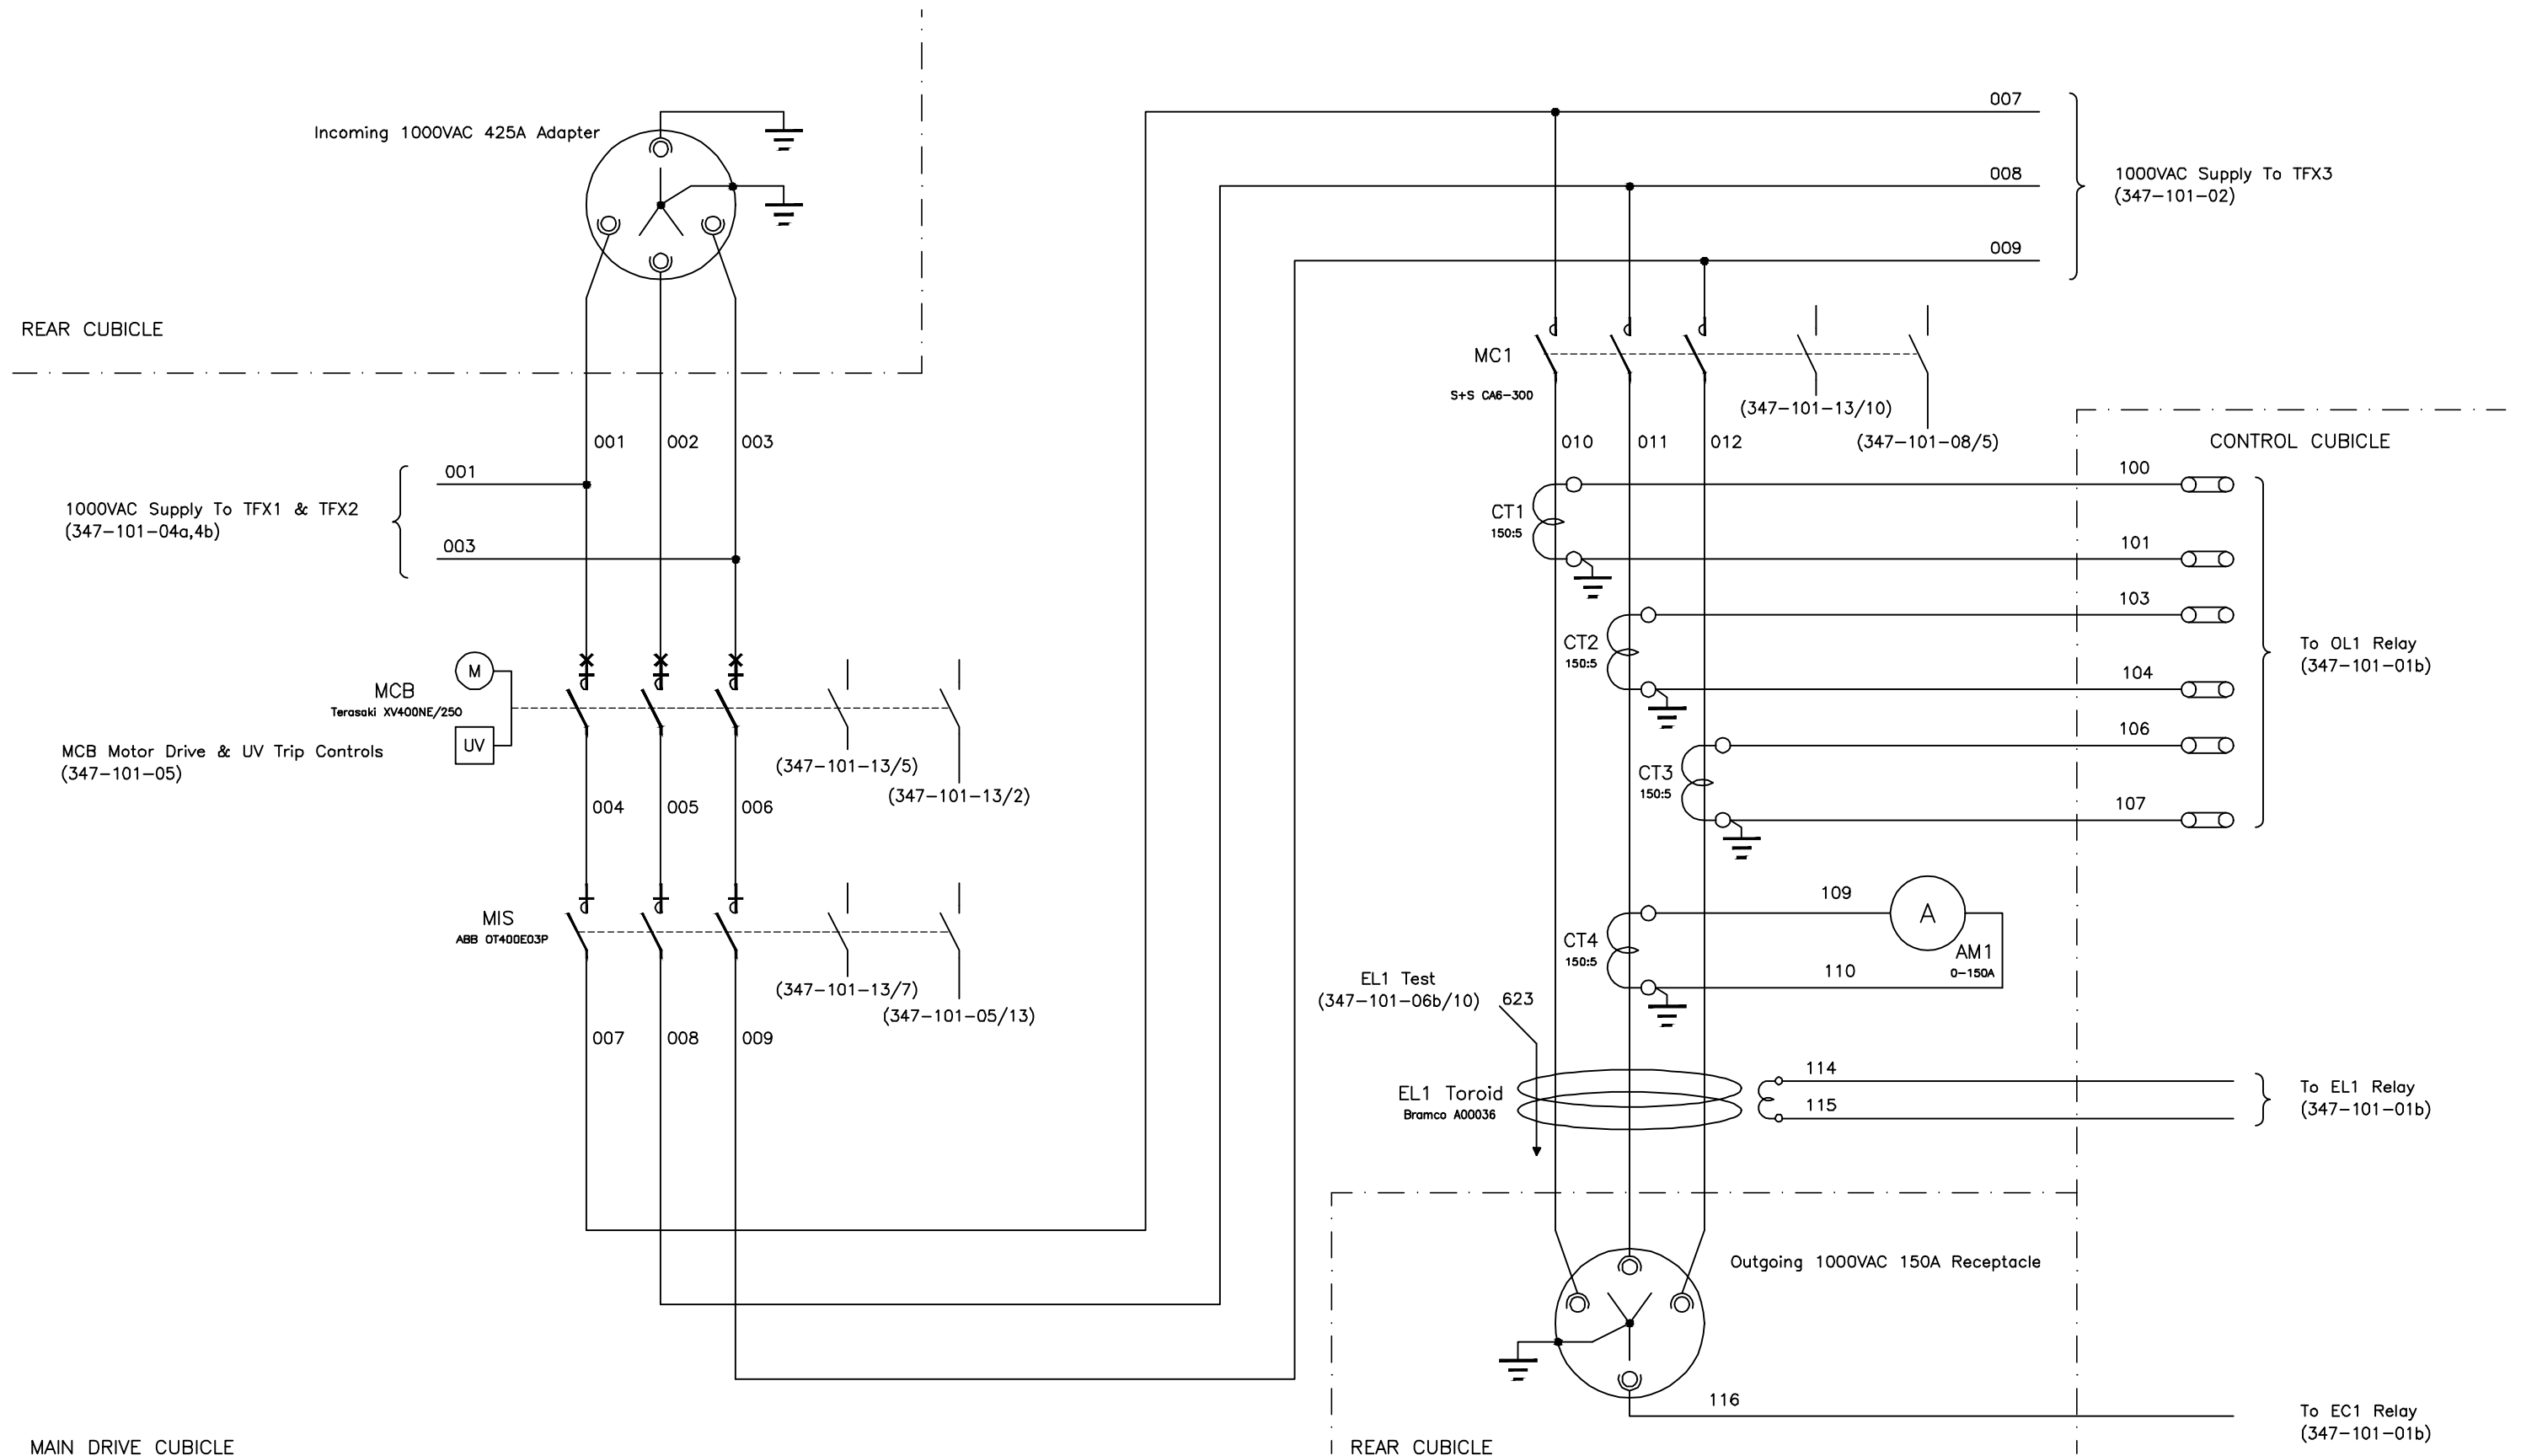 Incoming 1000VAC 425A Adapter
REAR CUBICLE
001
002
003
001
1000VAC Supply To TFX1 & TFX2
(347-101-04a,4b)
003
M
MCB
Terasaki XV400NE/250
UV
MCB Motor Drive & UV Trip Controls
(347-101-05)
(347-101-13/5)
(347-101-13/2)
004
005
006
MIS
ABB OT400E03P
(347-101-13/7)
(347-101-05/13)
007
008
009
MAIN DRIVE CUBICLE
007
008
009
1000VAC Supply To TFX3
(347-101-02)
MC1
S+S CA6-300
(347-101-13/10)
(347-101-08/5)
010
011
012
CONTROL CUBICLE
CT1
150:5
100
101
CT2
150:5
103
104
CT3
150:5
106
107
To OL1 Relay
(347-101-01b)
CT4
150:5
109
A
AM1
0-150A
110
EL1 Test
(347-101-06b/10)
623
EL1 Toroid
Bramco A00036
114
115
To EL1 Relay
(347-101-01b)
Outgoing 1000VAC 150A Receptacle
116
To EC1 Relay
(347-101-01b)
REAR CUBICLE